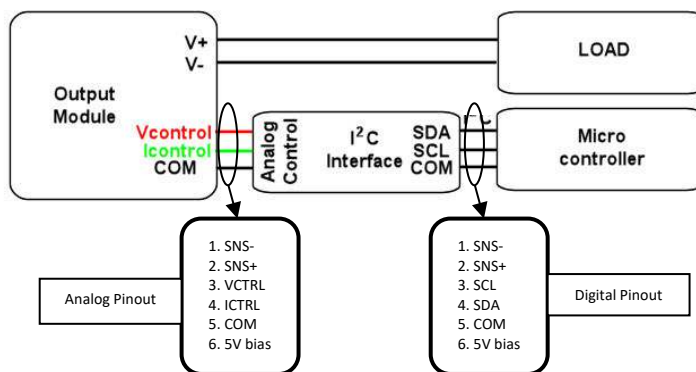 V+
V-
LOAD
Output
Module
Vcontrol
Icontrol
COM
Analog
Control
I²C
Interface
SDA
SCL
COM
Micro
controller
1. SNS-
2. SNS+
3. VCTRL
4. ICTRL
5. COM
6. 5V bias
Analog Pinout
1. SNS-
2. SNS+
3. SCL
4. SDA
5. COM
6. 5V bias
Digital Pinout